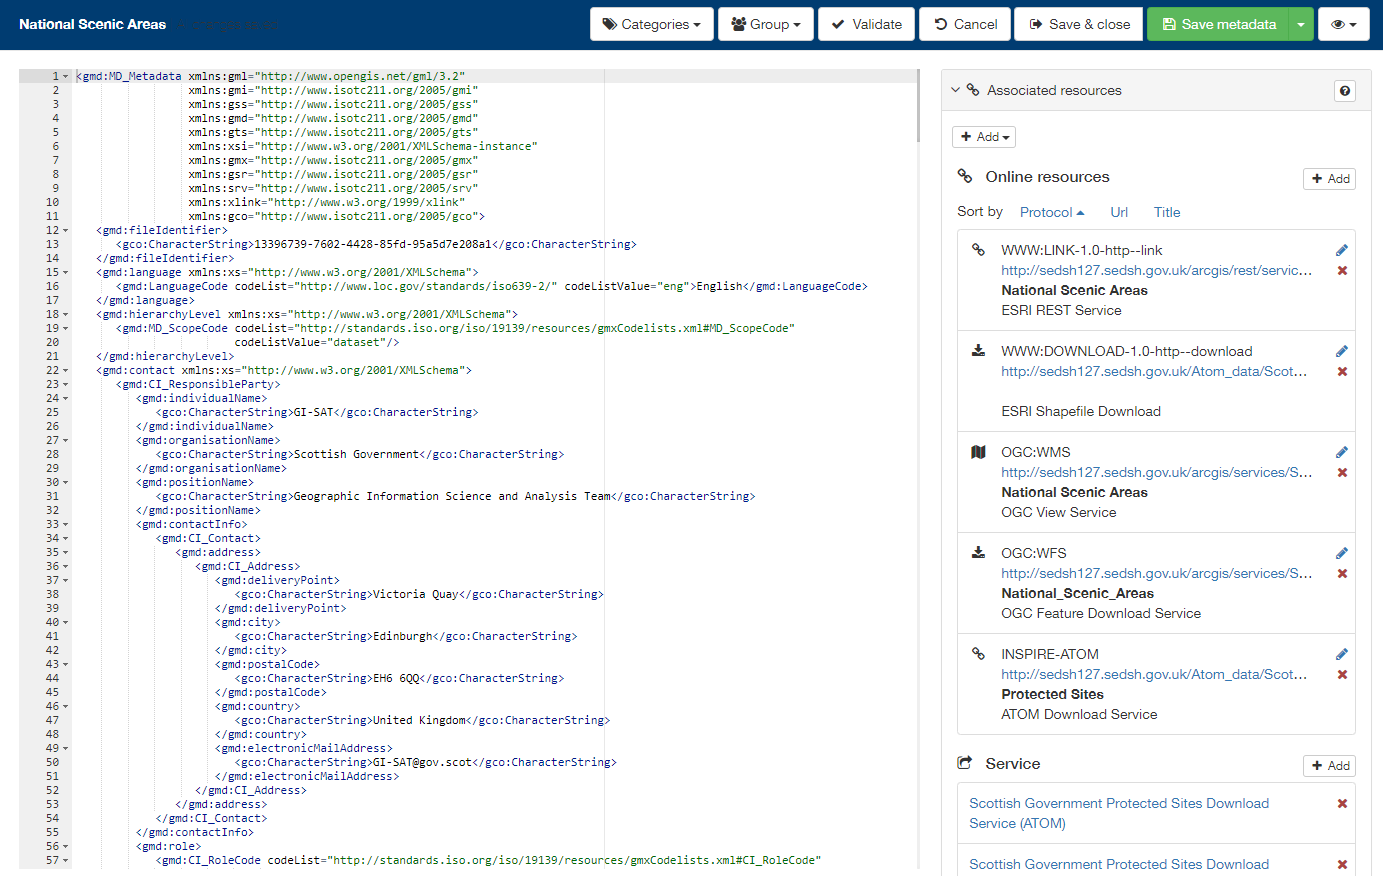 National Scenic Areas
Categories
Group
Validate
Cancel
Save & close
Save metadata
1 <gmd:MD_Metadata xmlns:gml="http://www.opengis.net/gml/3.2"
2 xmlns:gmi="http://www.isotc211.org/2005/gmi"
3 xmlns:gss="http://www.isotc211.org/2005/gss"
4 xmlns:gmd="http://www.isotc211.org/2005/gmd"
5 xmlns:gts="http://www.isotc211.org/2005/gts"
6 xmlns:xsi="http://www.w3.org/2001/XMLSchema-instance"
7 xmlns:gmx="http://www.isotc211.org/2005/gmx"
8 xmlns:gsr="http://www.isotc211.org/2005/gsr"
9 xmlns:srv="http://www.isotc211.org/2005/srv"
10 xmlns:xlink="http://www.w3.org/1999/xlink"
11 xmlns:gco="http://www.isotc211.org/2005/gco">
12 <gmd:fileIdentifier>
13 <gco:CharacterString>13396739-7602-4428-85fd-95a5d7e208a1</gco:CharacterString>
14 </gmd:fileIdentifier>
15 <gmd:language xmlns:xs="http://www.w3.org/2001/XMLSchema">
16 <gmd:LanguageCode codeList="http://www.loc.gov/standards/iso639-2/" codeListValue="eng">English</gmd:LanguageCode>
17 </gmd:language>
18 <gmd:hierarchyLevel xmlns:xs="http://www.w3.org/2001/XMLSchema">
19 <gmd:MD_ScopeCode codeList="http://standards.iso.org/iso/19139/resources/gmxCodelists.xml#MD_ScopeCode"
20 codeListValue="dataset"/>
21 </gmd:hierarchyLevel>
22 <gmd:contact xmlns:xs="http://www.w3.org/2001/XMLSchema">
23 <gmd:CI_ResponsibleParty>
24 <gmd:individualName>
25 <gco:CharacterString>GI-SAT</gco:CharacterString>
26 </gmd:individualName>
27 <gmd:organisationName>
28 <gco:CharacterString>Scottish Government</gco:CharacterString>
29 </gmd:organisationName>
30 <gmd:positionName>
31 <gco:CharacterString>Geographic Information Science and Analysis Team</gco:CharacterString>
32 </gmd:positionName>
33 <gmd:contactInfo>
34 <gmd:CI_Contact>
35 <gmd:address>
36 <gmd:CI_Address>
37 <gmd:deliveryPoint>
38 <gco:CharacterString>Victoria Quay</gco:CharacterString>
39 </gmd:deliveryPoint>
40 <gmd:city>
41 <gco:CharacterString>Edinburgh</gco:CharacterString>
42 </gmd:city>
43 <gmd:postalCode>
44 <gco:CharacterString>EH6 6QQ</gco:CharacterString>
45 </gmd:postalCode>
46 <gmd:country>
47 <gco:CharacterString>United Kingdom</gco:CharacterString>
48 </gmd:country>
49 <gmd:electronicMailAddress>
50 <gco:CharacterString>GI-SAT@gov.scot</gco:CharacterString>
51 </gmd:electronicMailAddress>
52 </gmd:CI_Address>
53 </gmd:address>
54 </gmd:CI_Contact>
55 </gmd:contactInfo>
56 <gmd:role>
57 <gmd:CI_RoleCode codeList="http://standards.iso.org/iso/19139/resources/gmxCodelists.xml#CI_RoleCode"
Associated resources
?
+ Add
Online resources
+ Add
Sort by Protocol Url Title
WWW:LINK-1.0-http--link
http://sedsh127.sedsh.gov.uk/arcgis/rest/servic...
National Scenic Areas
ESRI REST Service
WWW:DOWNLOAD-1.0-http--download
http://sedsh127.sedsh.gov.uk/Atom_data/Scot...
ESRI Shapefile Download
OGC:WMS
http://sedsh127.sedsh.gov.uk/arcgis/services/S...
National Scenic Areas
OGC View Service
OGC:WFS
http://sedsh127.sedsh.gov.uk/arcgis/services/S...
National_Scenic_Areas
OGC Feature Download Service
INSPIRE-ATOM
http://sedsh127.sedsh.gov.uk/Atom_data/Scot...
Protected Sites
ATOM Download Service
Service
+ Add
Scottish Government Protected Sites Download
Service (ATOM)
Scottish Government Protected Sites Download